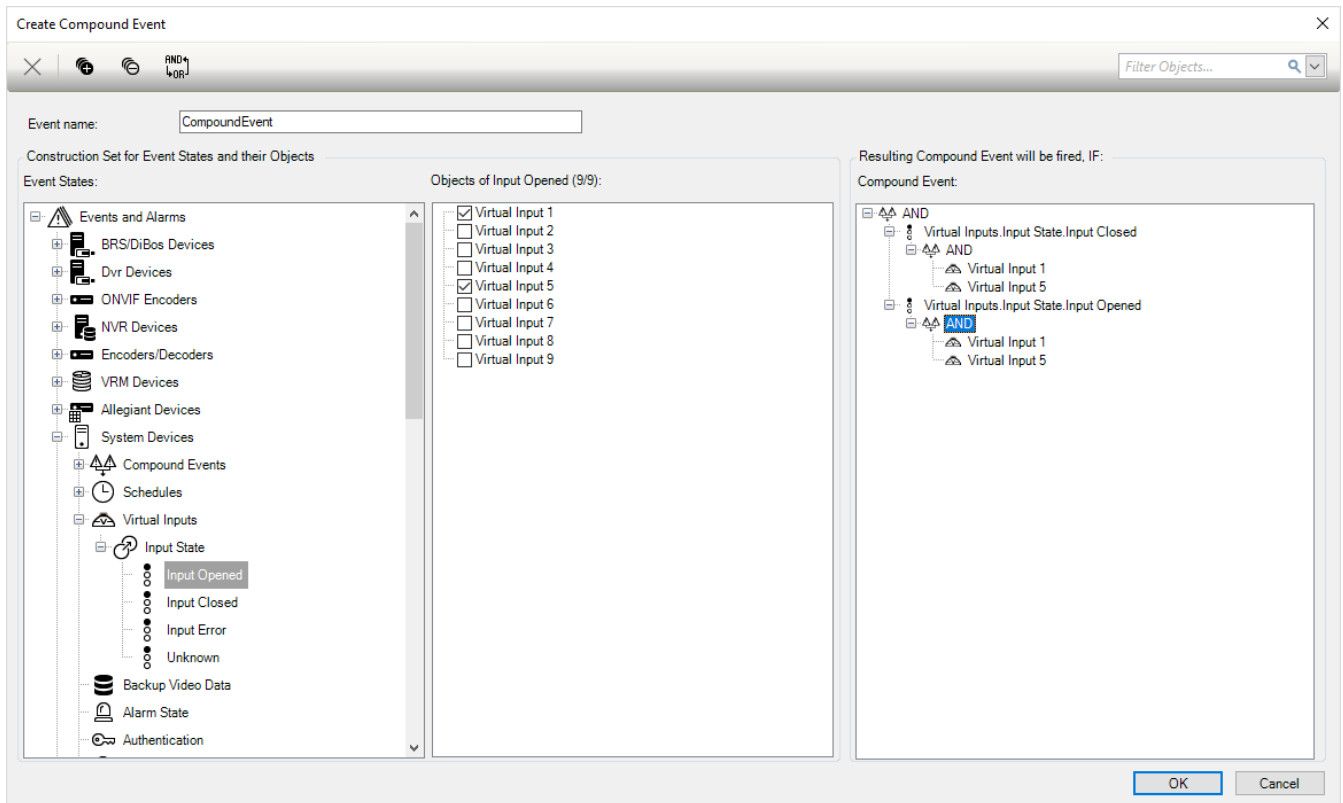 Create Compound Event
AND
OR
Filter Objects...
Event name:
CompoundEvent
Construction Set for Event States and their Objects
Event States:
Events and Alarms
BRS/DiBos Devices
Dvr Devices
ONVIF Encoders
NVR Devices
Encoders/Decoders
VRM Devices
Allegiant Devices
System Devices
Compound Events
Schedules
Virtual Inputs
Input State
Input Opened
Input Closed
Input Error
Unknown
Backup Video Data
Alarm State
Authentication
Objects of Input Opened (9/9):
Virtual Input 1
Virtual Input 2
Virtual Input 3
Virtual Input 4
Virtual Input 5
Virtual Input 6
Virtual Input 7
Virtual Input 8
Virtual Input 9
Resulting Compound Event will be fired, IF:
Compound Event:
AND
Virtual Inputs.Input State.Input Closed
AND
Virtual Input 1
Virtual Input 5
Virtual Inputs.Input State.Input Opened
AND
Virtual Input 1
Virtual Input 5
OK
Cancel